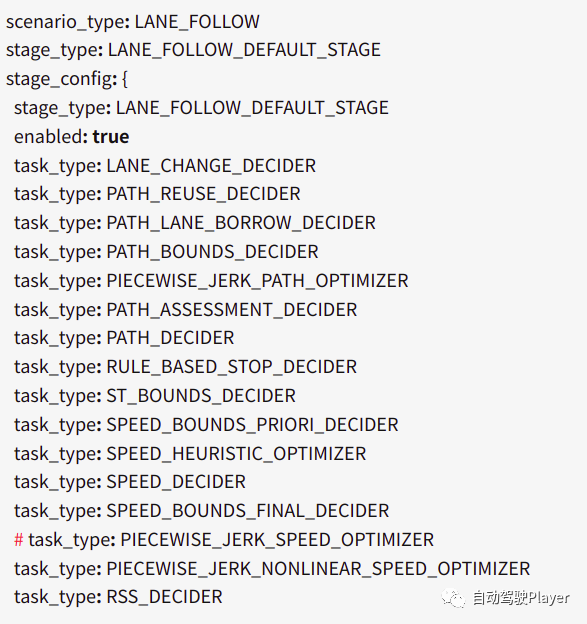 scenario_type: LANE_FOLLOW
stage_type: LANE_FOLLOW_DEFAULT_STAGE
stage_config: {
stage_type: LANE_FOLLOW_DEFAULT_STAGE
enabled: true
task_type: LANE_CHANGE_DECIDER
task_type: PATH_REUSE_DECIDER
task_type: PATH_LANE_BORROW_DECIDER
task_type: PATH_BOUNDS_DECIDER
task_type: PIECEWISE_JERK_PATH_OPTIMIZER
task_type: PATH_ASSESSMENT_DECIDER
task_type: PATH_DECIDER
task_type: RULE_BASED_STOP_DECIDER
task_type: ST_BOUNDS_DECIDER
task_type: SPEED_BOUNDS_PRIORI_DECIDER
task_type: SPEED_HEURISTIC_OPTIMIZER
task_type: SPEED_DECIDER
task_type: SPEED_BOUNDS_FINAL_DECIDER
# task_type: PIECEWISE_JERK_SPEED_OPTIMIZER
task_type: PIECEWISE_JERK_NONLINEAR_SPEED_OPTIMIZER
task_type: RSS_DECIDER
自动驾驶Player